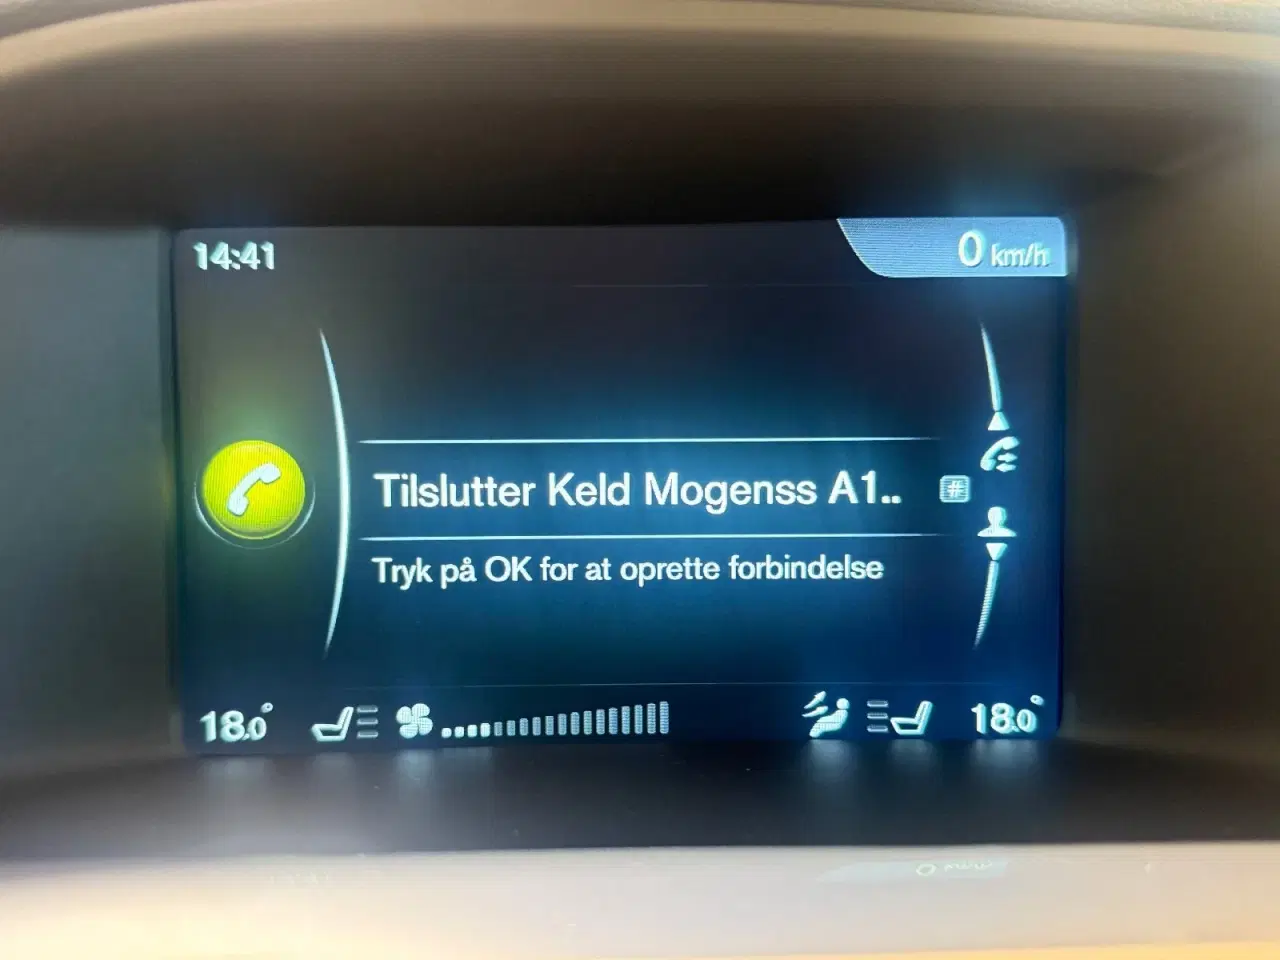 14:41
0 km/h
Tilslutter Keld Mogenss A1..
#
Tryk på OK for at oprette forbindelse
18.0° 18.0°